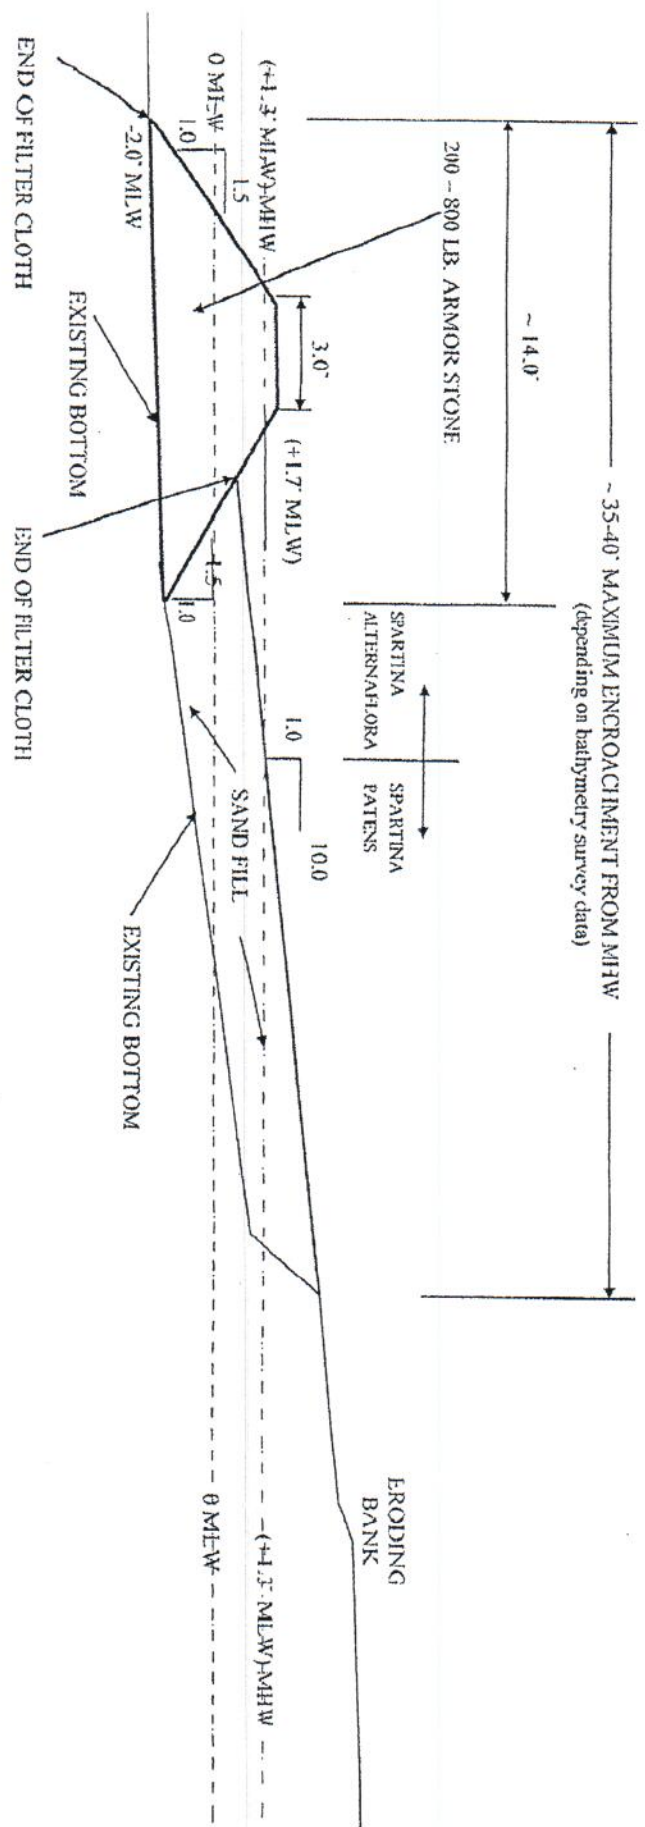 ~ 35-40' MAXIMUM ENCROACHMENT FROM MHW
(depending on bathymetry survey data)
~ 14.0'
200 – 800 LB. ARMOR STONE
SPARTINA
ALTERNAFLORA
SPARTINA
PATENS
ERODING
BANK
3.0'
(+1.7' MLW)
1.0
10.0
(+1.3' MLW) MHW
1.5
1.0
0 MLW
-2.0' MLW
1.5
1.0
SAND FILL
(+1.3' MLW) MHW
0 MLW
EXISTING BOTTOM
EXISTING BOTTOM
END OF FILTER CLOTH
END OF FILTER CLOTH